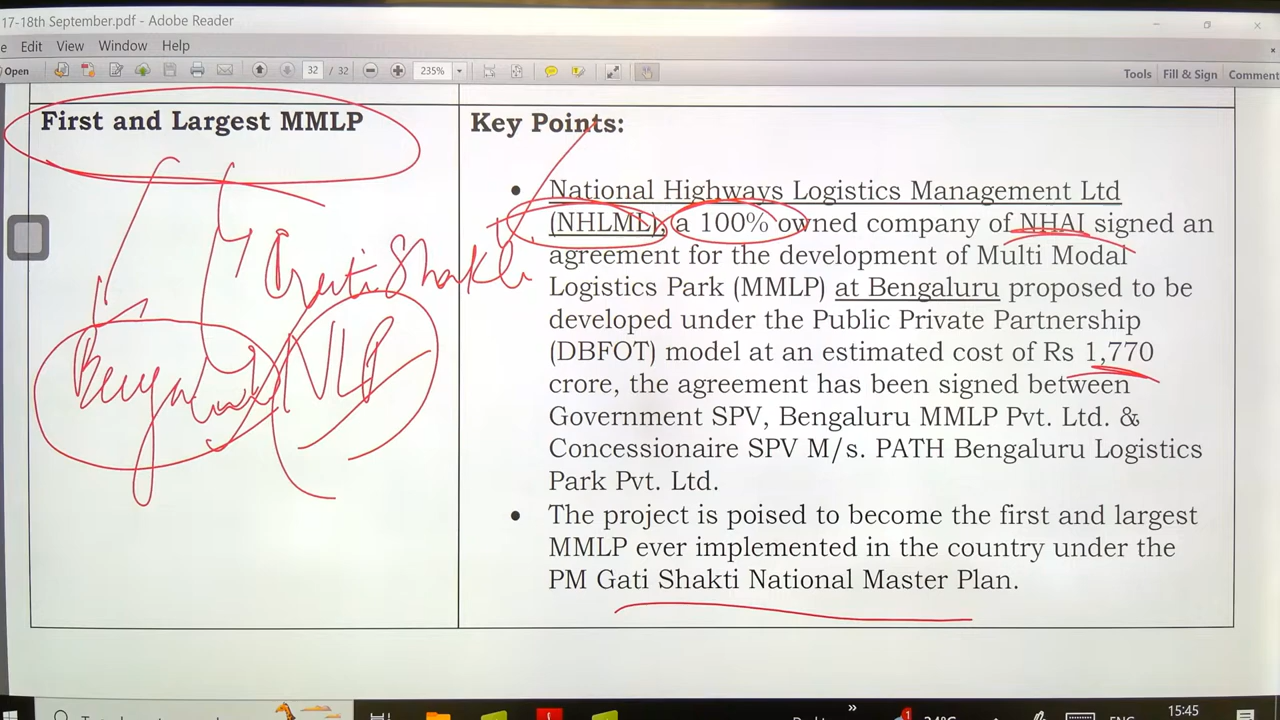 17-18th September.pdf - Adobe Reader
Edit View Window Help
Open 32 / 32 235% Tools Fill & Sign Comment
First and Largest MMLP
Gati Shakti
Bengaluru NLP
Key Points:
• National Highways Logistics Management Ltd
(NHLML), a 100% owned company of NHAI signed an
agreement for the development of Multi Modal
Logistics Park (MMLP) at Bengaluru proposed to be
developed under the Public Private Partnership
(DBFOT) model at an estimated cost of Rs 1,770
crore, the agreement has been signed between
Government SPV, Bengaluru MMLP Pvt. Ltd. &
Concessionaire SPV M/s. PATH Bengaluru Logistics
Park Pvt. Ltd.
• The project is poised to become the first and largest
MMLP ever implemented in the country under the
PM Gati Shakti National Master Plan.
15:45